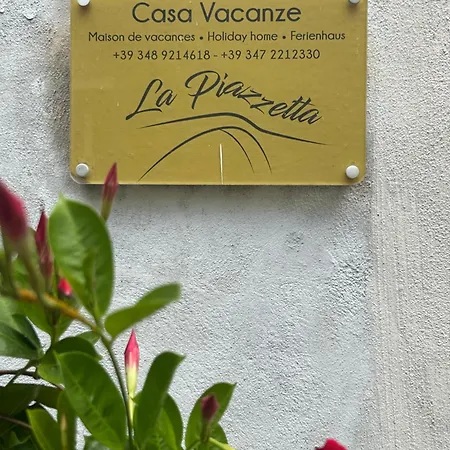 Casa Vacanze
Maison de vacances • Holiday home • Ferienhaus
+39 348 9214618 - +39 347 2212330
La Piazzetta